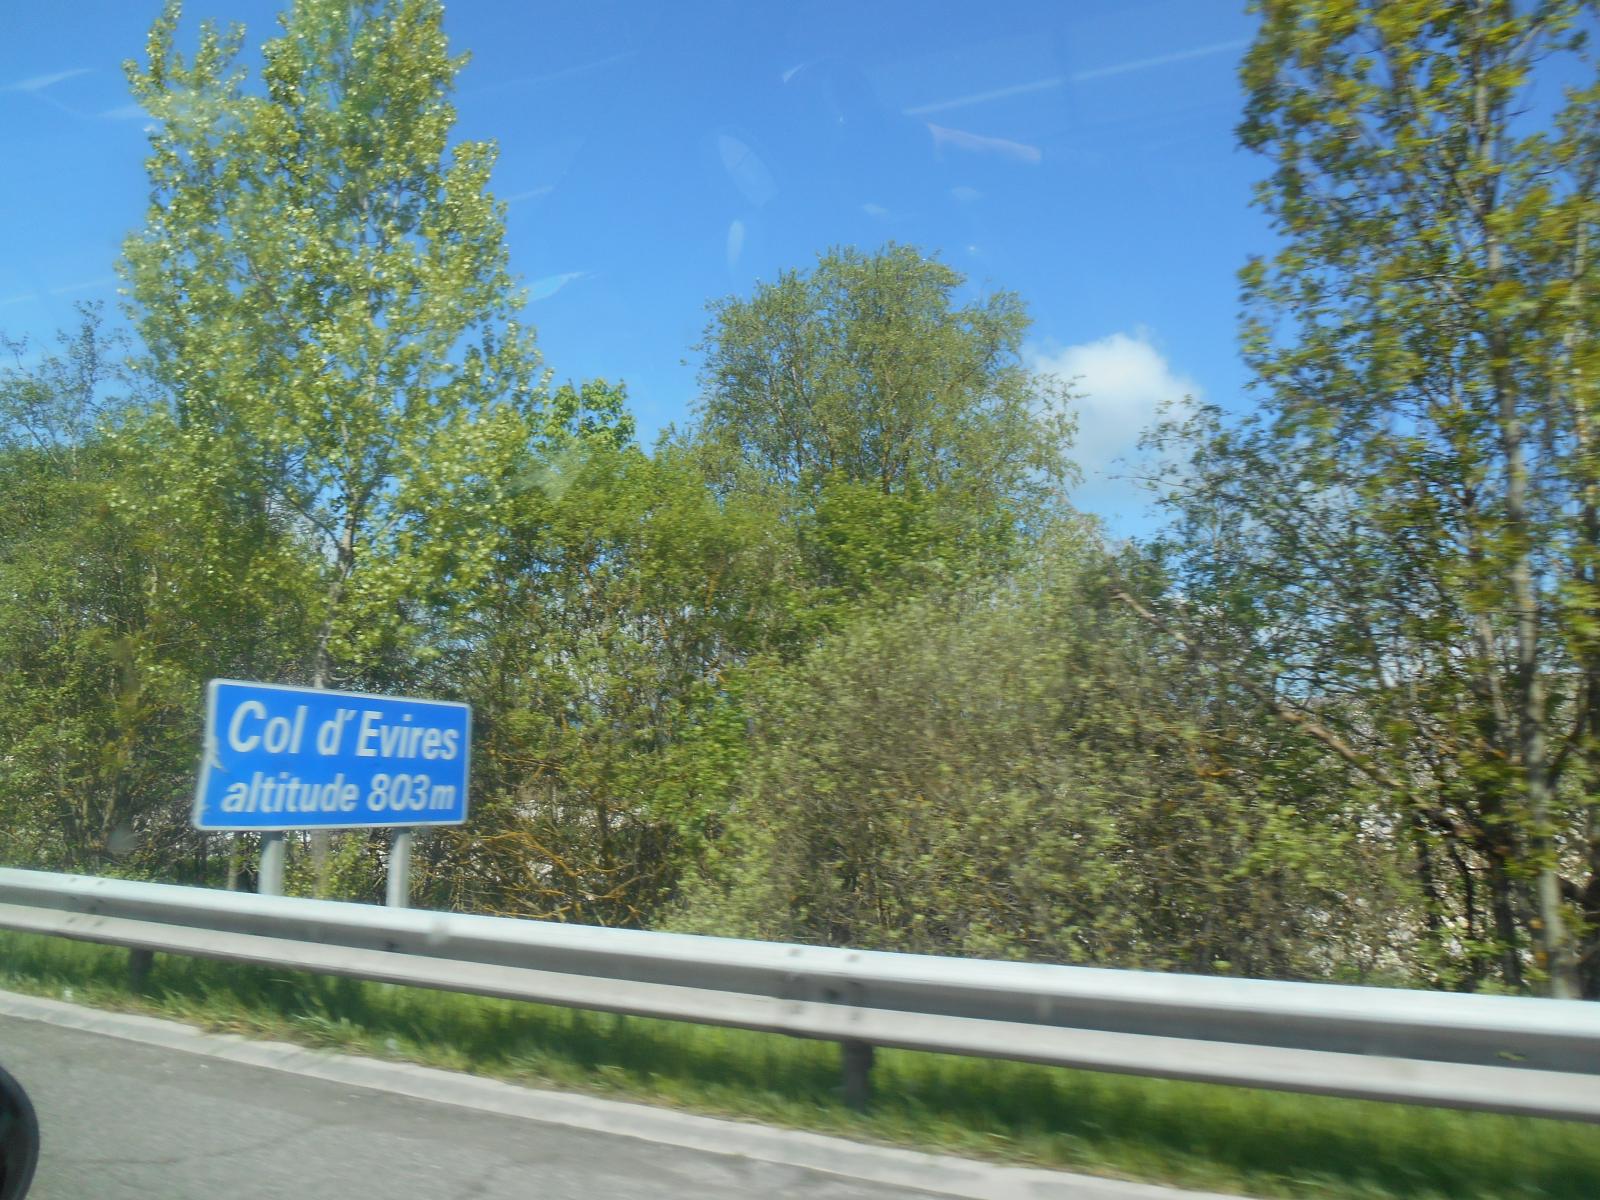 Col d'Evires
altitude 803m